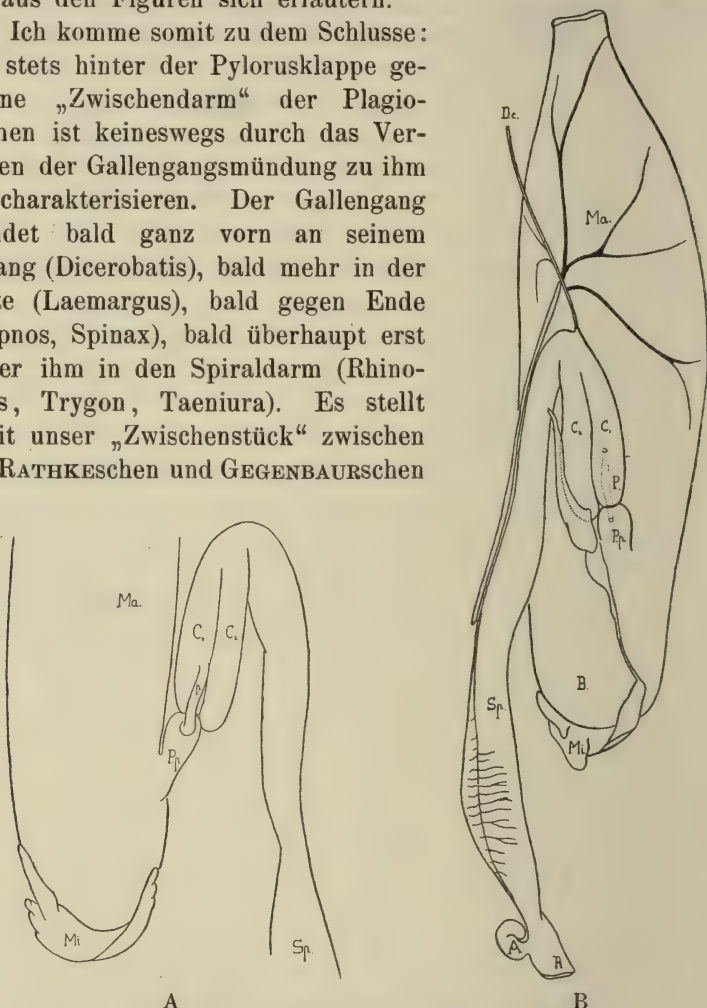 aus den Figuren sich erläutern.
Ich komme somit zu dem Schlusse:
stets hinter der Pylorusklappe ge-
ne „Zwischendarm“ der Plagio-
nen ist keineswegs durch das Ver-
en der Gallengangsmündung zu ihm
charakterisieren. Der Gallengang
det bald ganz vorn an seinem
ang (Dicerobatis), bald mehr in der
te (Laemargus), bald gegen Ende
pnos, Spinax), bald überhaupt erst
er ihm in den Spiraldarm (Rhino-
s, Trygon, Taeniura). Es stellt
it unser „Zwischenstück“ zwischen
RATHKEschen und GEGENBAURschen
Ma.
C. C.
Mi
Sp.
A
Dc.
Ma.
C. C.
P.
B.
Sp.
Mi.
A
R
B